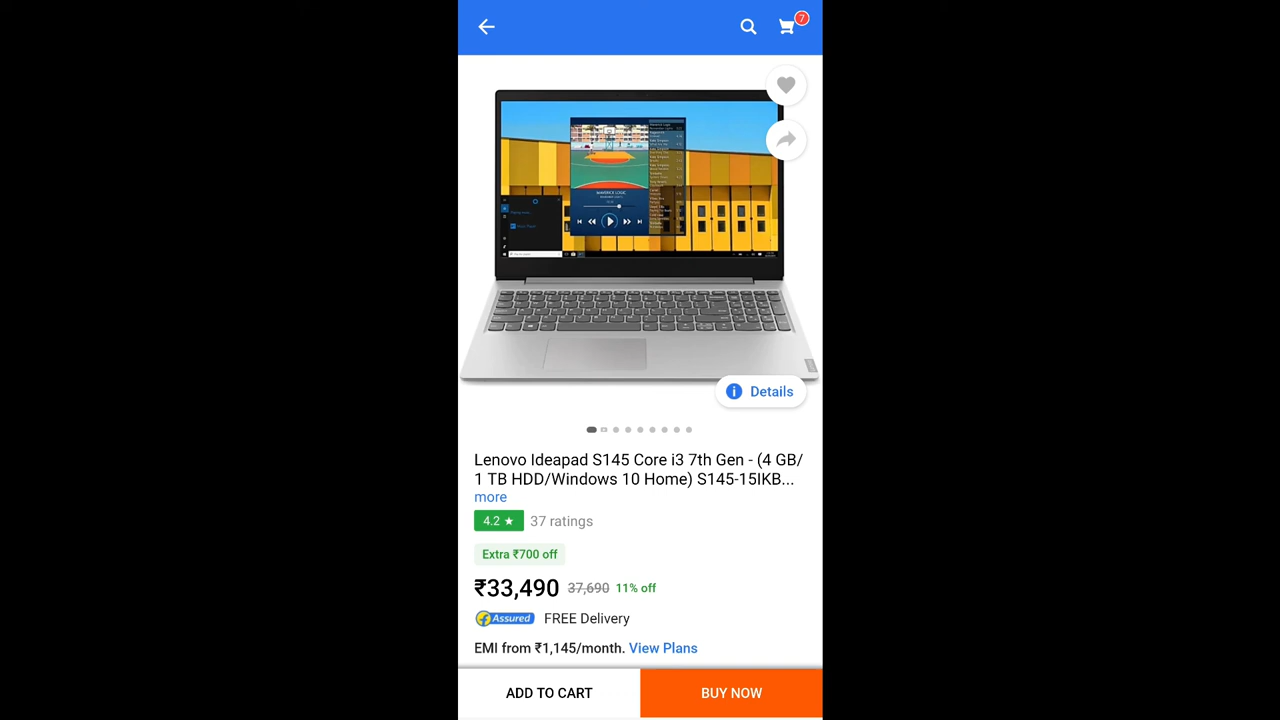 7
MAVERICK LOGIC
Details
Lenovo Ideapad S145 Core i3 7th Gen - (4 GB/
1 TB HDD/Windows 10 Home) S145-15IKB...
more
4.2 ★ 37 ratings
Extra ₹700 off
₹33,490 37,690 11% off
Assured FREE Delivery
EMI from ₹1,145/month. View Plans
ADD TO CART BUY NOW